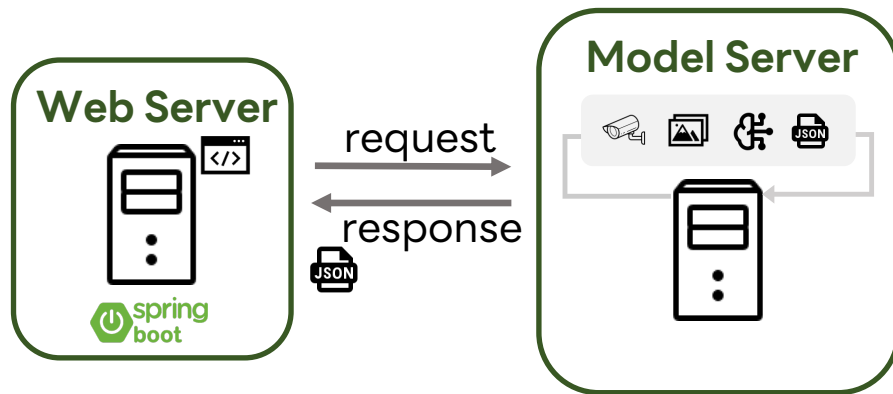 Web Server
</>
spring
boot
request
response
JSON
Model Server
JSON